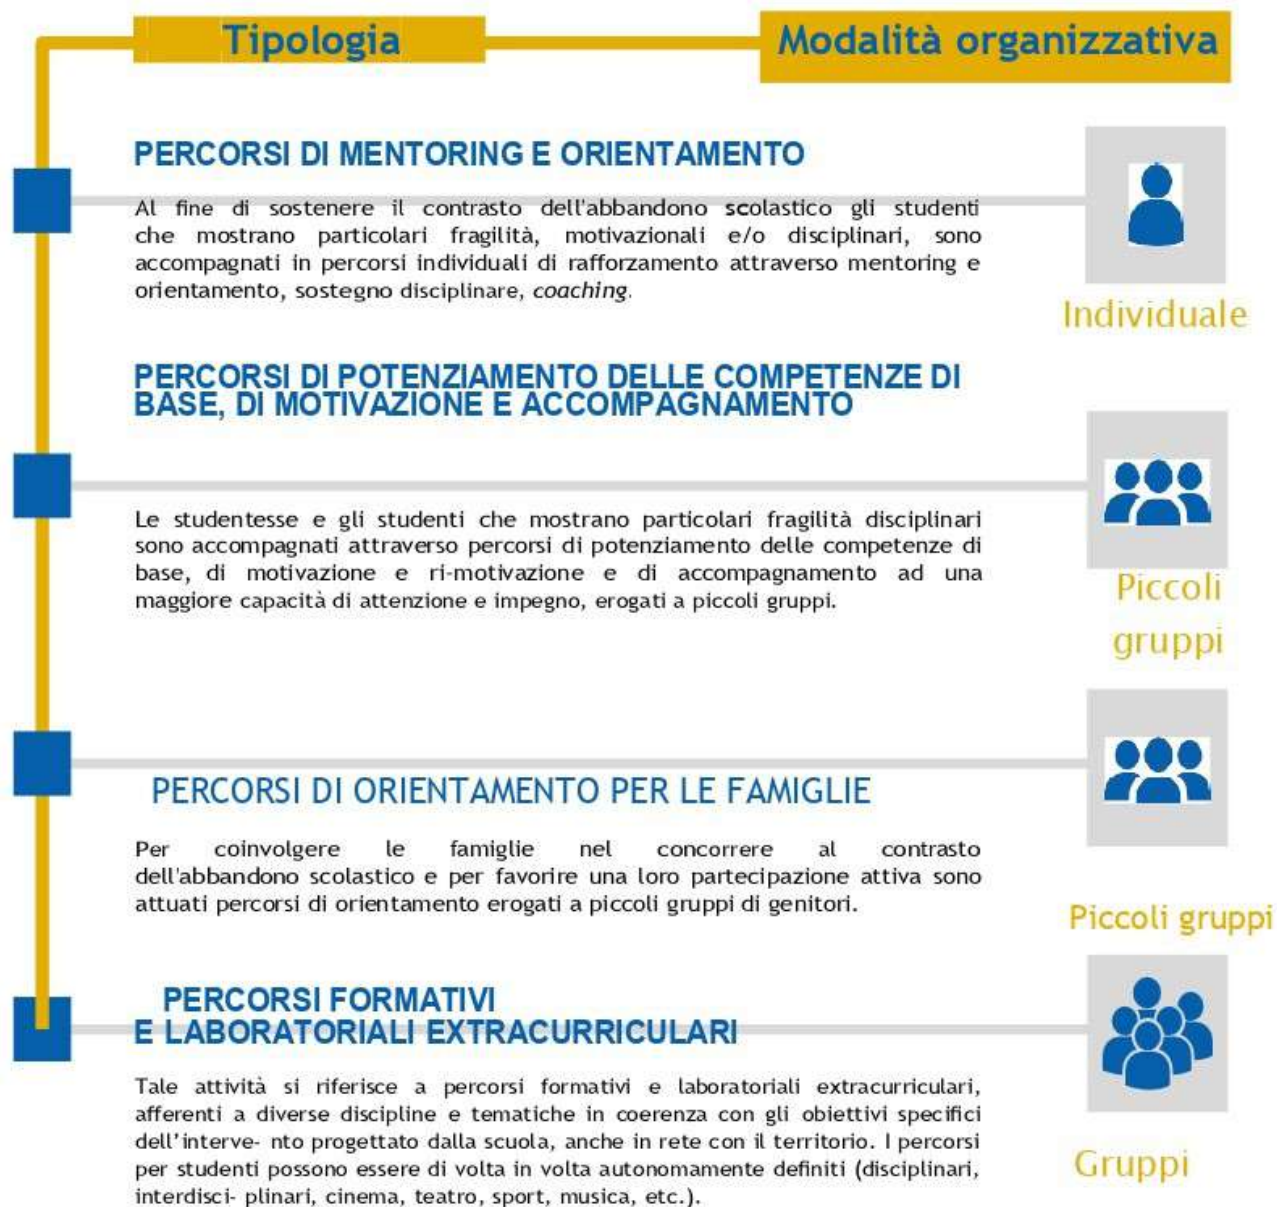 Tipologia
Modalità organizzativa
PERCORSI DI MENTORING E ORIENTAMENTO
Al fine di sostenere il contrasto dell'abbandono scolastico gli studenti
che mostrano particolari fragilità, motivazionali e/o disciplinari, sono
accompagnati in percorsi individuali di rafforzamento attraverso mentoring e
orientamento, sostegno disciplinare, coaching.
Individuale
PERCORSI DI POTENZIAMENTO DELLE COMPETENZE DI
BASE, DI MOTIVAZIONE E ACCOMPAGNAMENTO
Le studentesse e gli studenti che mostrano particolari fragilità disciplinari
sono accompagnati attraverso percorsi di potenziamento delle competenze di
base, di motivazione e ri-motivazione e di accompagnamento ad una
maggiore capacità di attenzione e impegno, erogati a piccoli gruppi.
Piccoli
gruppi
PERCORSI DI ORIENTAMENTO PER LE FAMIGLIE
Per coinvolgere le famiglie nel concorrere al contrasto
dell'abbandono scolastico e per favorire una loro partecipazione attiva sono
attuati percorsi di orientamento erogati a piccoli gruppi di genitori.
Piccoli gruppi
PERCORSI FORMATIVI
E LABORATORIALI EXTRACURRICULARI
Tale attività si riferisce a percorsi formativi e laboratoriali extracurriculari,
afferenti a diverse discipline e tematiche in coerenza con gli obiettivi specifici
dell'interve- nto progettato dalla scuola, anche in rete con il territorio. I percorsi
per studenti possono essere di volta in volta autonomamente definiti (disciplinari,
interdisci- plinari, cinema, teatro, sport, musica, etc.).
Gruppi